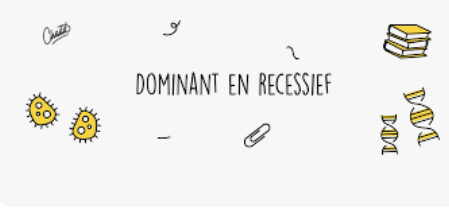 DOMINANT EN RECESSIEF